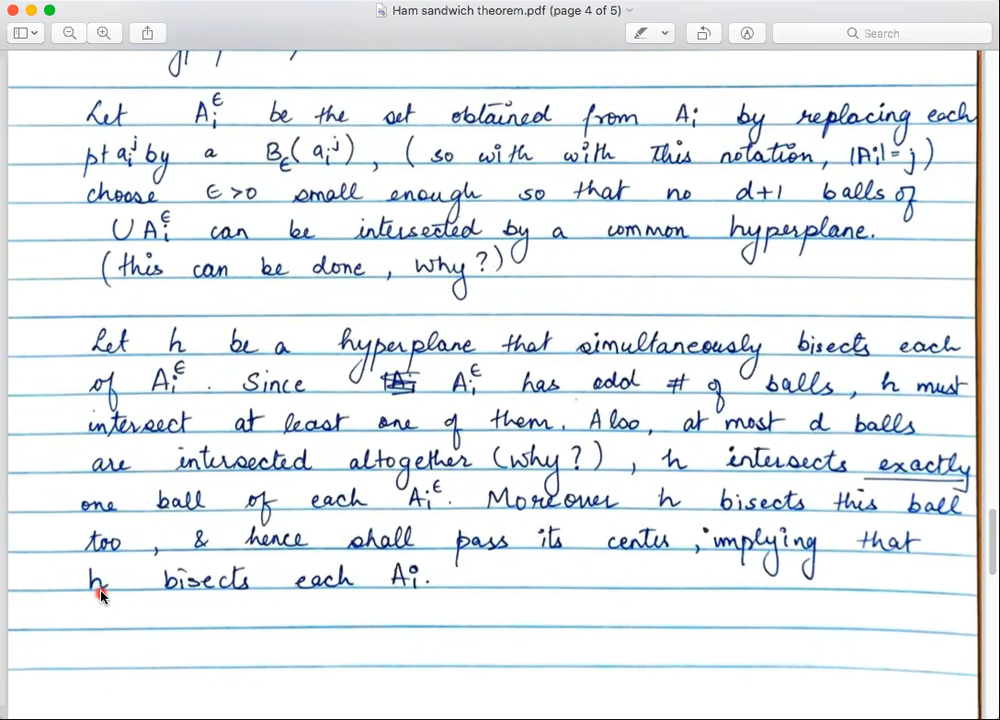 Ham sandwich theorem.pdf (page 4 of 5)
Search
Let A_i^ϵ be the set obtained from A_i by replacing each
pt a_i^j by a B_ϵ(a_i^j), (so with with this notation, |A_i| = j)
choose ϵ>0 small enough so that no d+1 balls of
∪ A_i^ϵ can be intersected by a common hyperplane.
(this can be done, why?)
Let h be a hyperplane that simultaneously bisects each
of A_i^ϵ. Since A_i^ϵ has odd # of balls, h must
intersect at least one of them. Also, at most d balls
are intersected altogether (why?), h intersects exactly
one ball of each A_i^ϵ. Moreover h bisects this ball
too, & hence shall pass its center, implying that
h bisects each A_i.